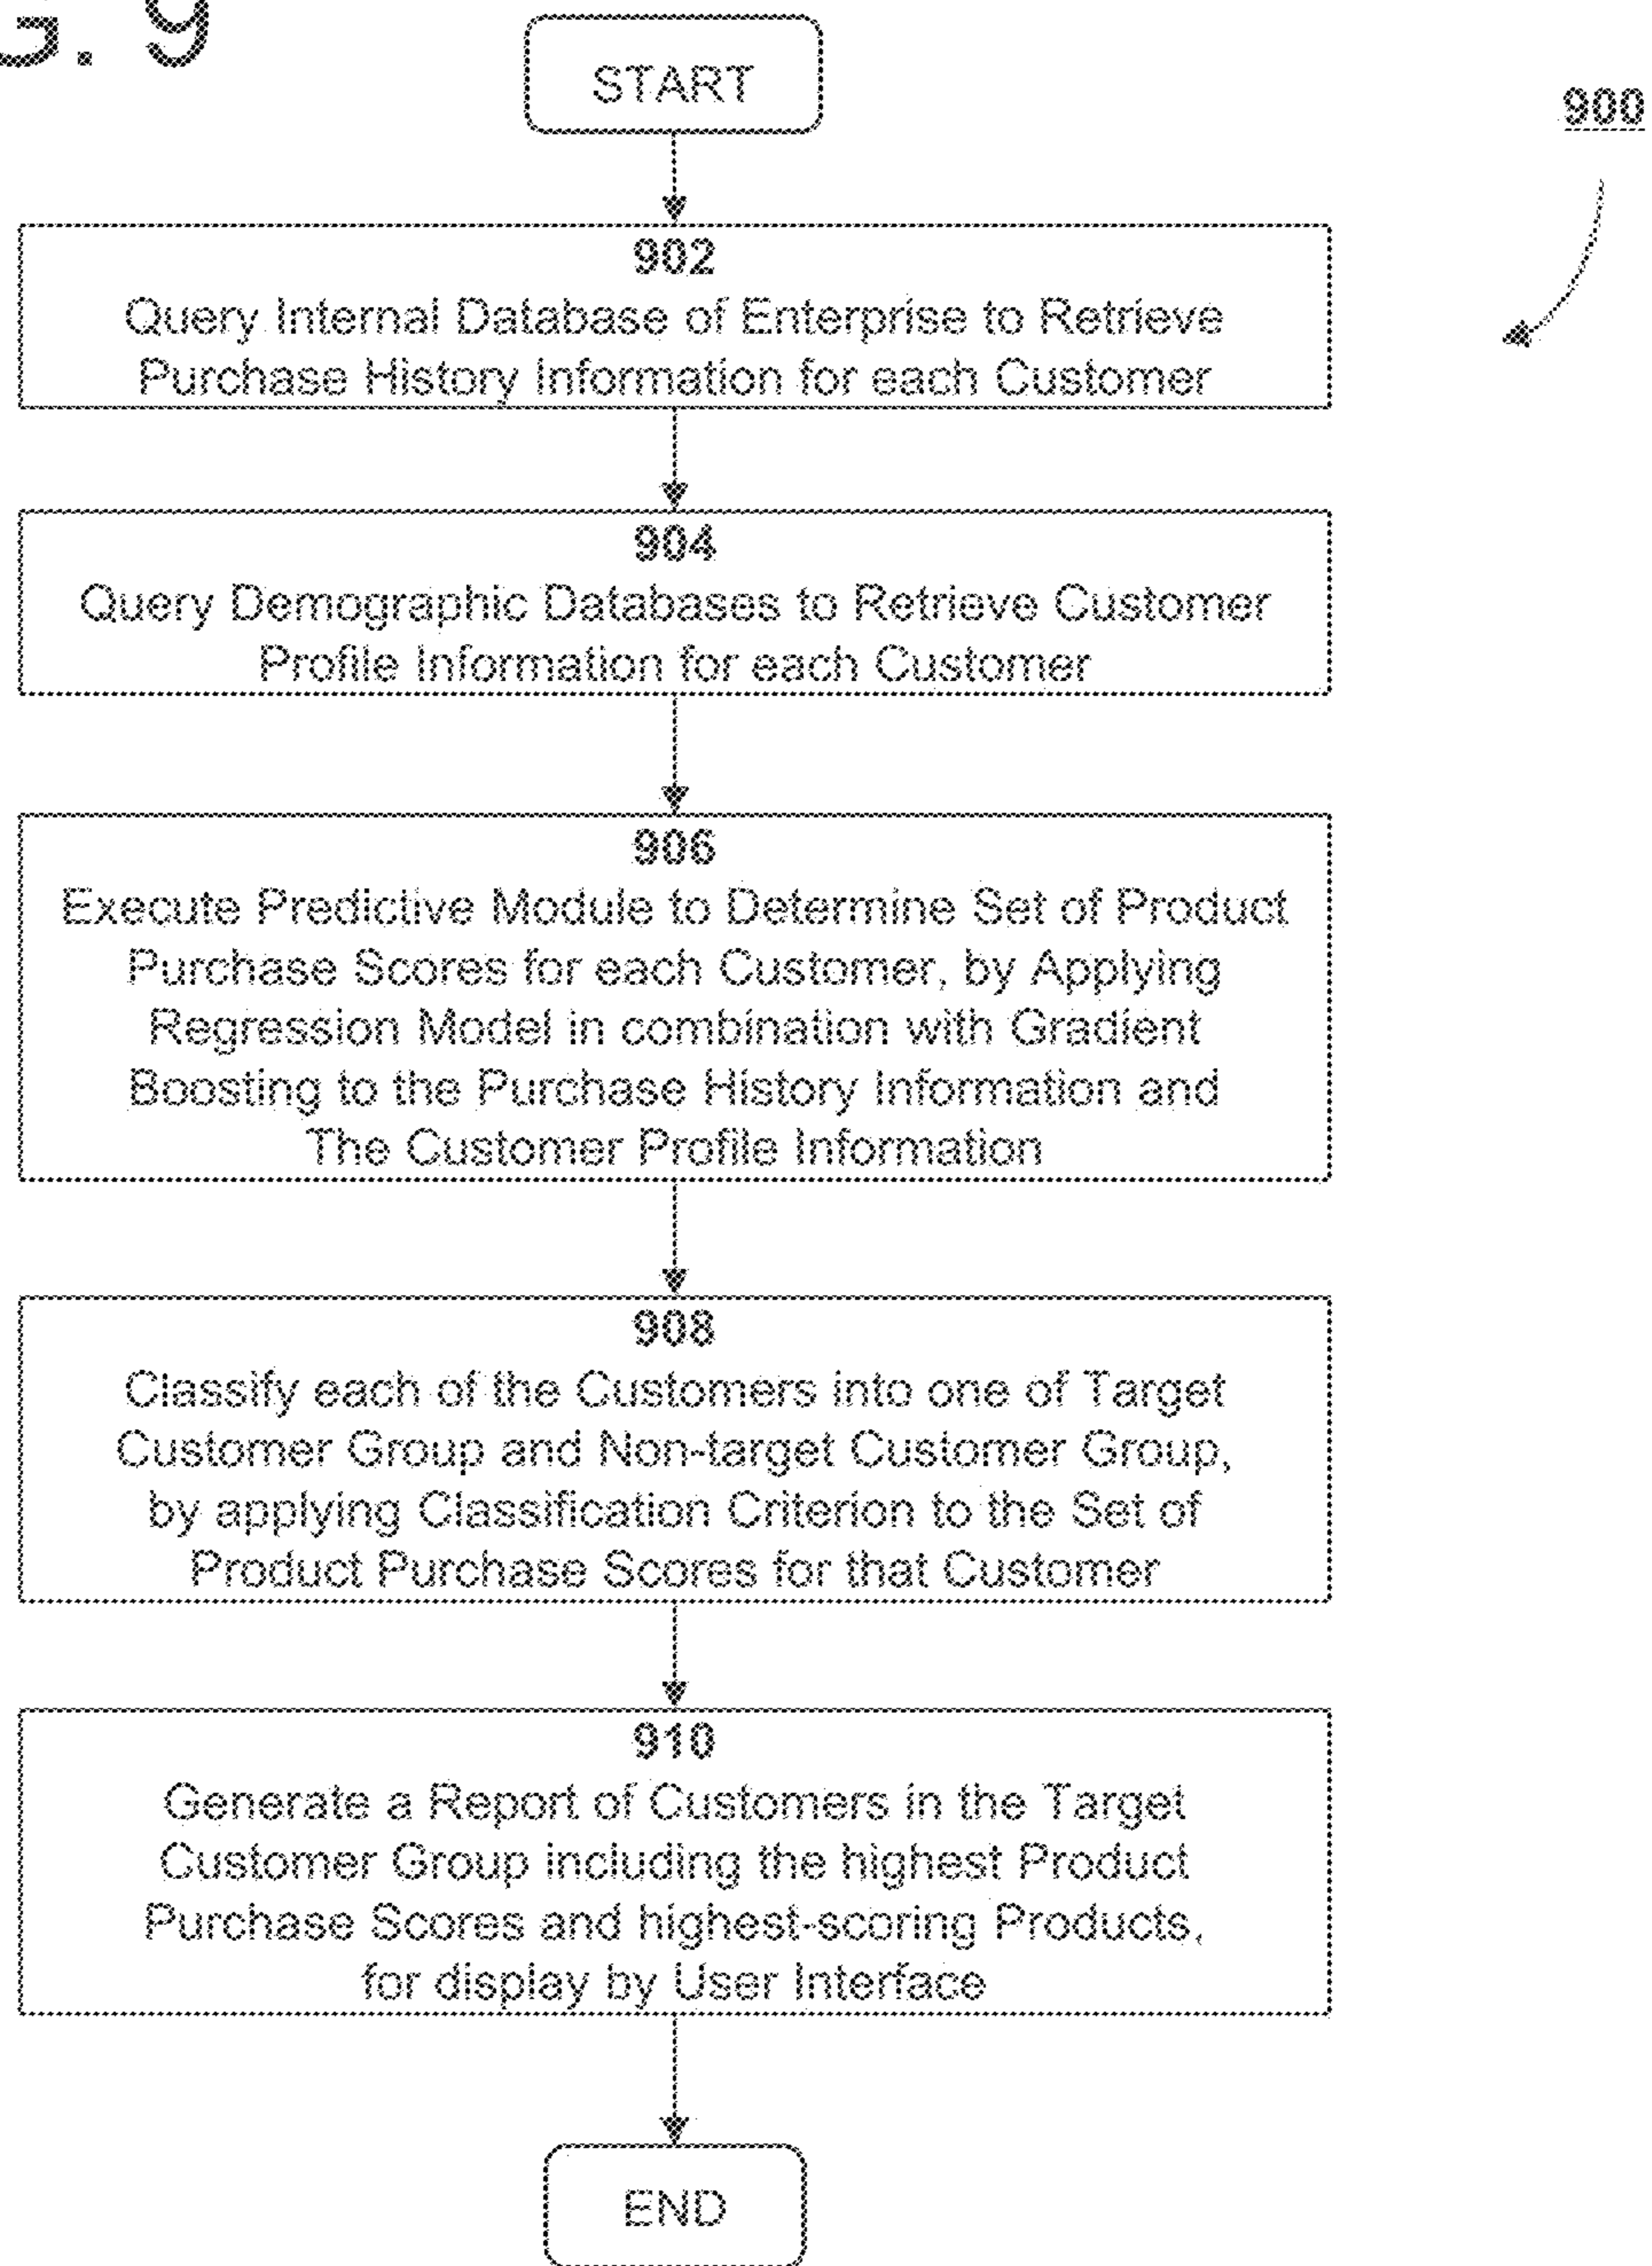 G. 9
START
900
902
Query Internal Database of Enterprise to Retrieve
Purchase History Information for each Customer
904
Query Demographic Databases to Retrieve Customer
Profile Information for each Customer
906
Execute Predictive Module to Determine Set of Product
Purchase Scores for each Customer, by Applying
Regression Model in combination with Gradient
Boosting to the Purchase History Information and
The Customer Profile Information
908
Classify each of the Customers into one of Target
Customer Group and Non-target Customer Group,
by applying Classification Criterion to the Set of
Product Purchase Scores for that Customer
910
Generate a Report of Customers in the Target
Customer Group including the highest Product
Purchase Scores and highest-scoring Products,
for display by User Interface
END